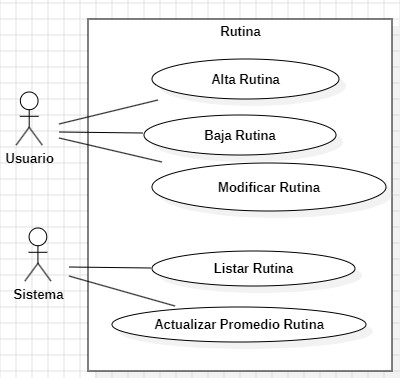 Rutina
Alta Rutina
Baja Rutina
Usuario
Modificar Rutina
Listar Rutina
Sistema
Actualizar Promedio Rutina